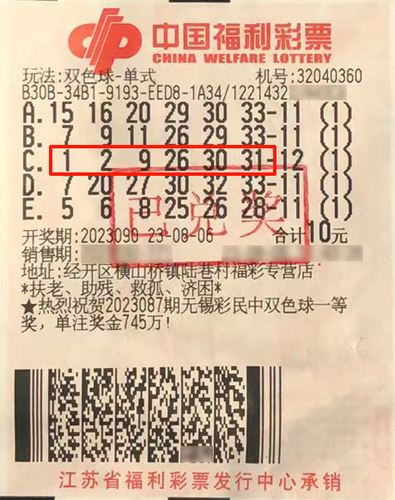 中国福利彩票
CHINA WELFARE LOTTERY
玩法:双色球-单式 机号:32040360
B30B-34B1-9193-EED8-1A34/1221432
A.15 16 20 29 30 33-11 (1)
B. 7 9 11 26 29 33-11 (1)
C. 1 2 9 26 30 31-12 (1)
D. 7 20 27 30 32 33-11 (1)
E. 5 6 8 25 26 28-11 (1)
已兑奖
开奖期:2023090 23-08-06 合计10元
销售期:
地址:经开区横山桥镇陆巷村福彩专营店
*扶老、助残、救孤、济困*
★热烈祝贺2023087期无锡彩民中双色球一等
奖,单注奖金745万!
江苏省福利彩票发行中心承销